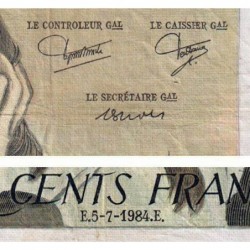 LE CONTROLEUR GAL LE CAISSIER GAL
LE SECRÉTAIRE GAL
CENTS FRAN
E.5-7-1984.E.